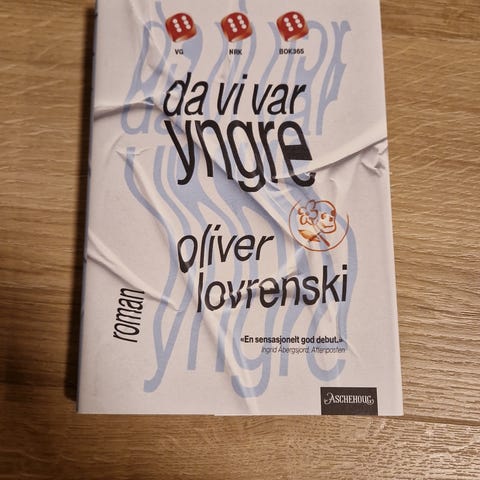 VG
NRK
BOK365
da vi var
yngre
oliver
lovrenski
roman
«En sensasjonelt god debut.»
Ingrid Åbergsjord, Aftenposten
ASCHEHOUG